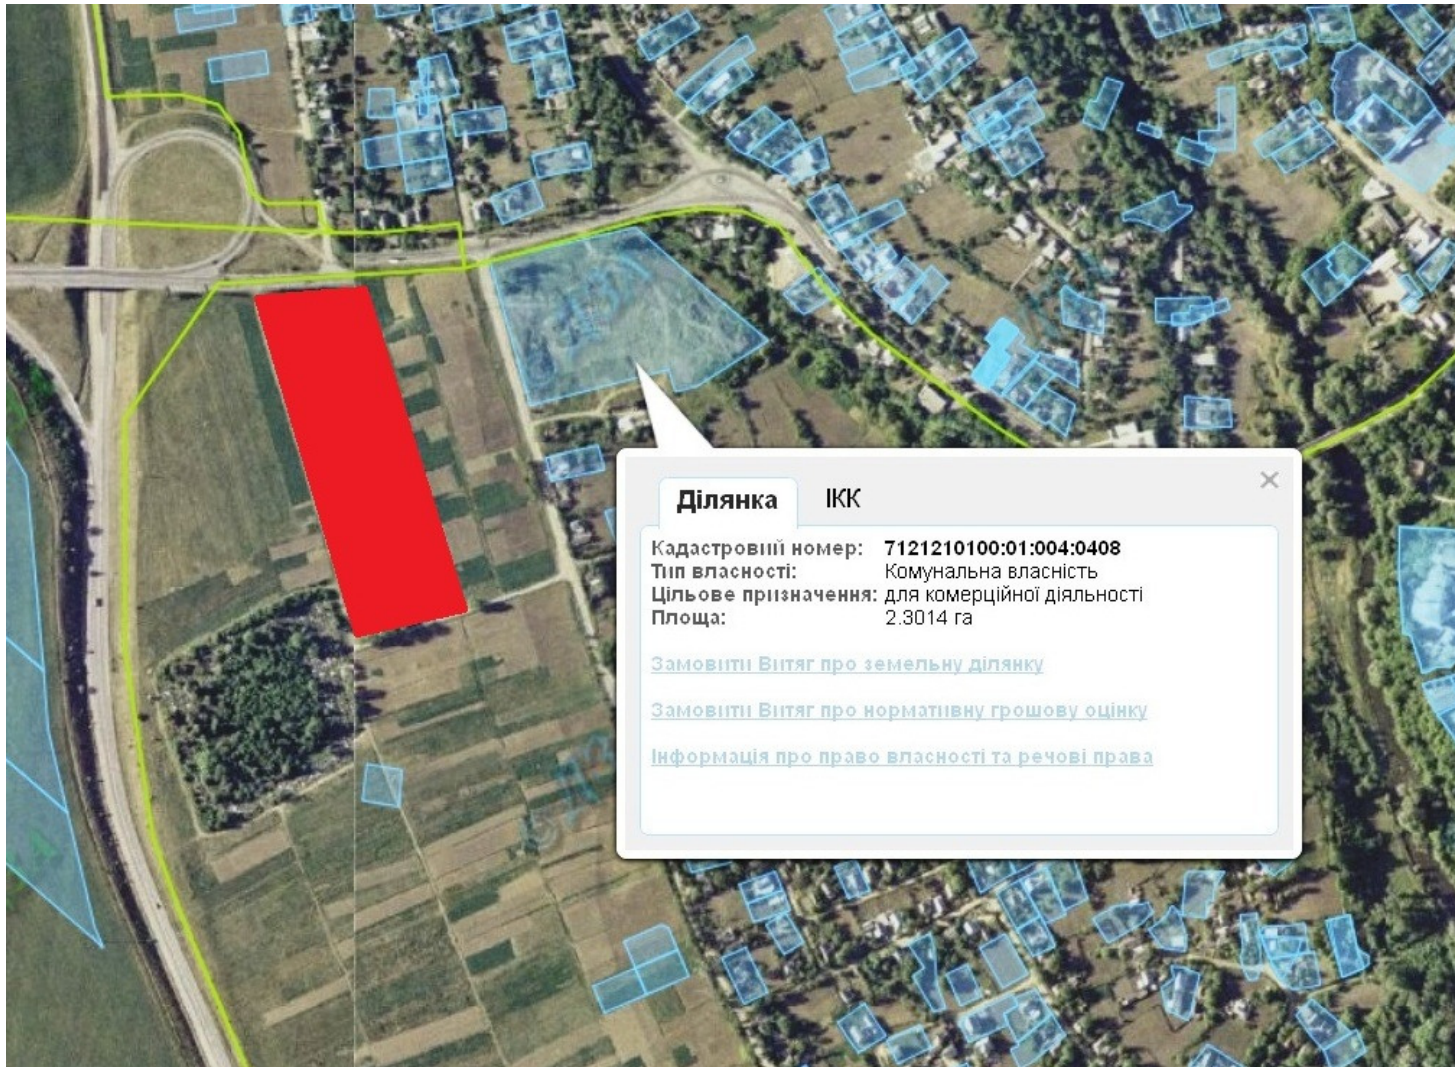 Ділянка ІКК
Кадастровий номер: 7121210100:01:004:0408
Тип власності: Комунальна власність
Цільове призначення: для комерційної діяльності
Площа: 2.3014 га
Замовити Витяг про земельну ділянку
Замовити Витяг про нормативну грошову оцінку
Інформація про право власності та речові права